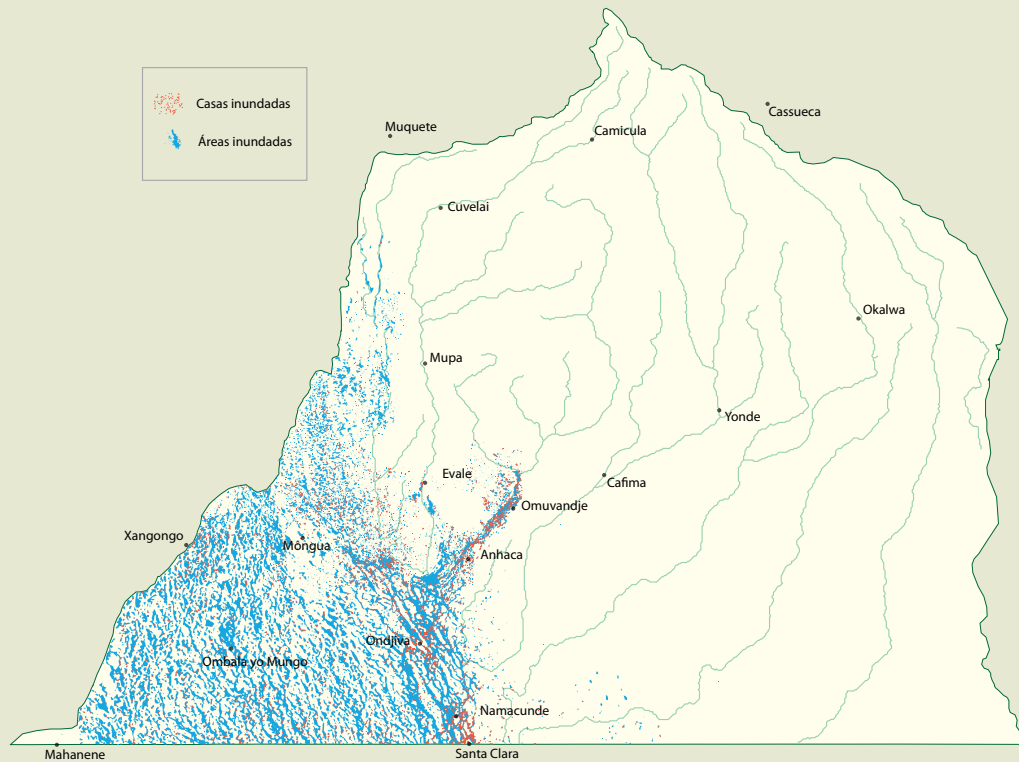 Casas inundadas
Áreas inundadas
Muquete
Cassueca
Camicula
Cuvelai
Okalwa
Mupa
Yonde
Evale
Cafima
Omuvandje
Xangongo
Môngua
Anhaca
Ondjiva
Ombala yo Mungo
Namacunde
Mahanene
Santa Clara